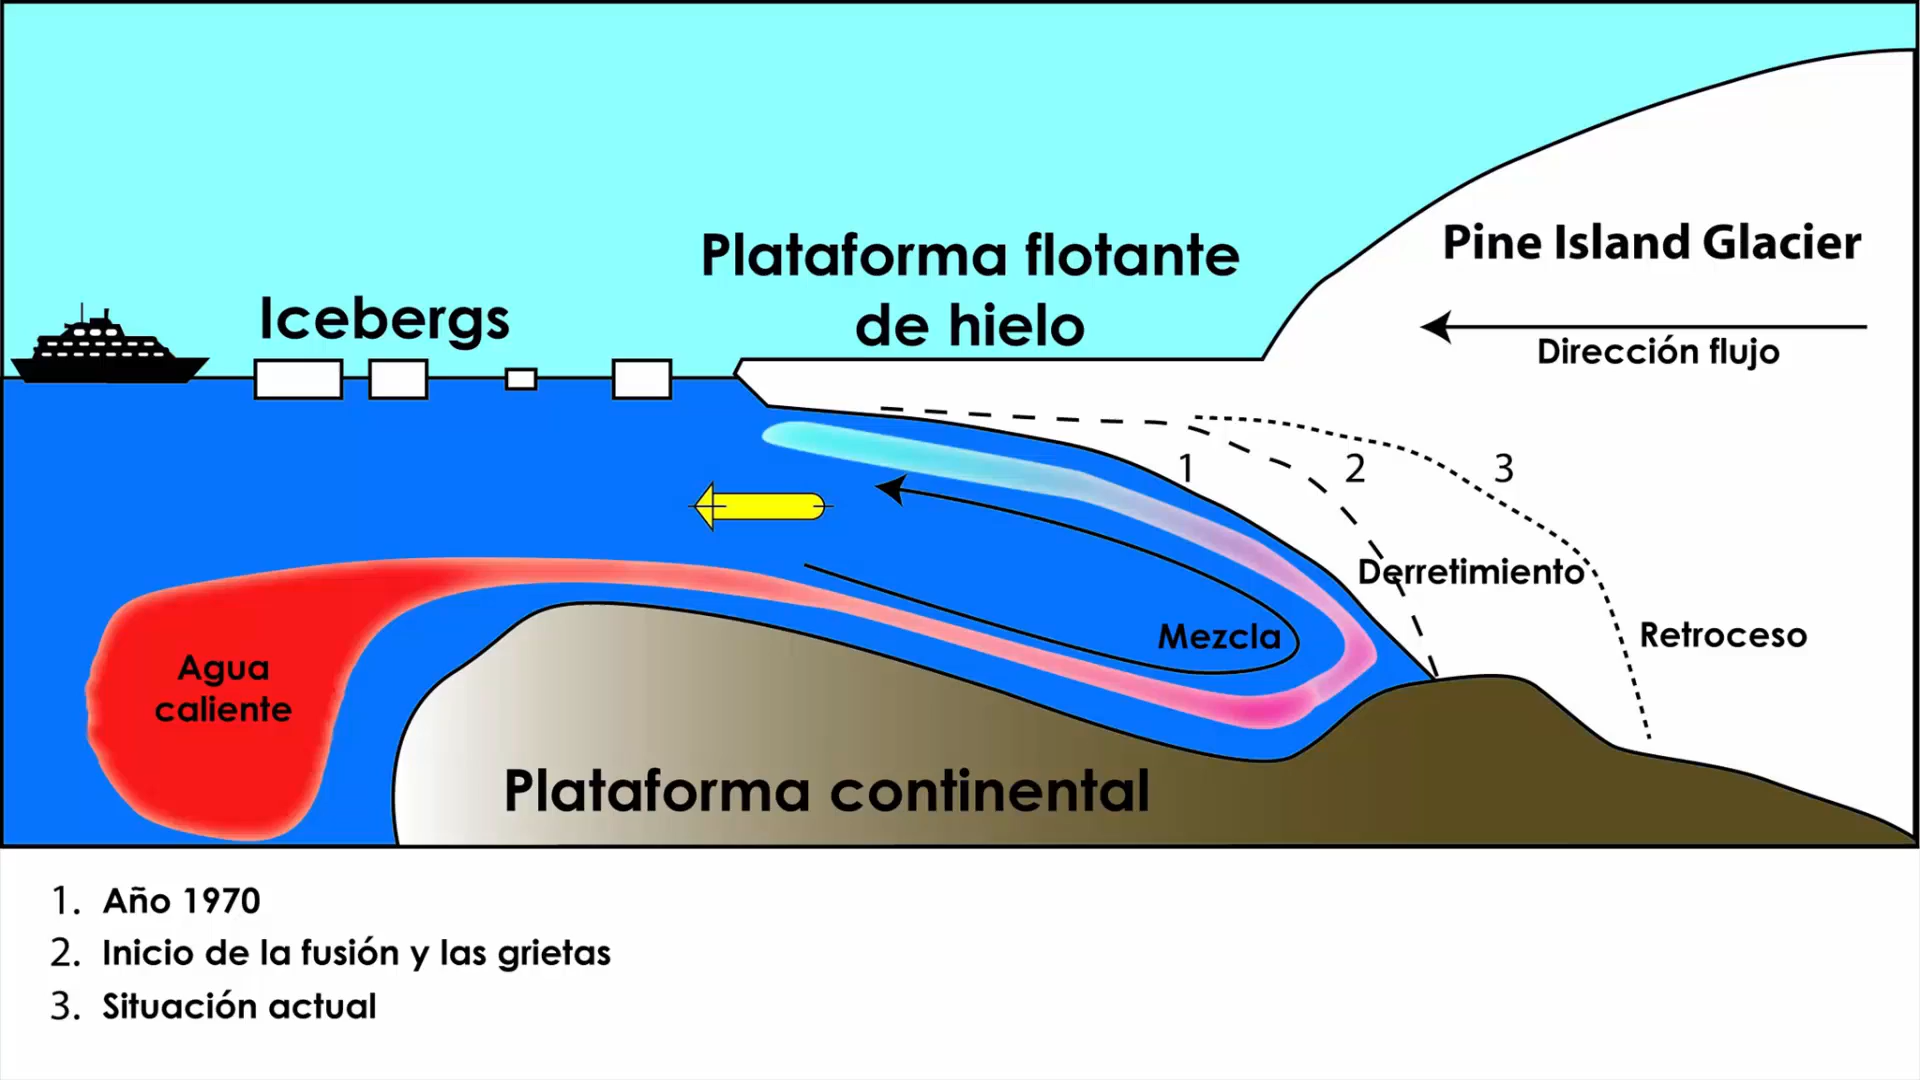 Pine Island Glacier
Plataforma flotante
de hielo
Icebergs
Dirección flujo
1
2
3
Derretimiento
Mezcla
Retroceso
Agua
caliente
Plataforma continental
1. Año 1970
2. Inicio de la fusión y las grietas
3. Situación actual